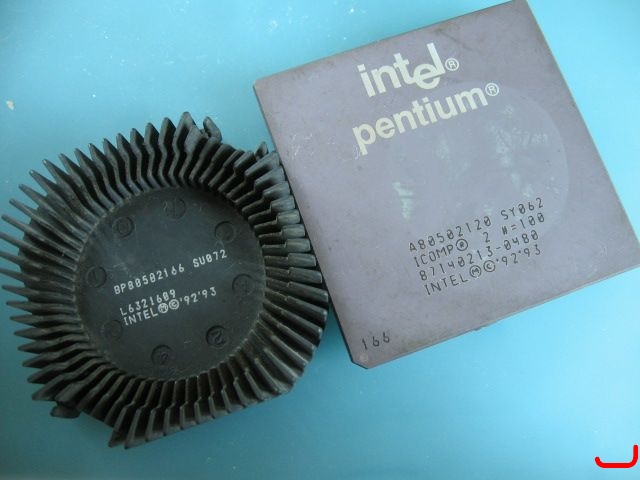 intel®
pentium®
A80502120 SY062
ICOMP® 2 #=100
87140213-0480
INTEL Ⓜ © '92 '93
166
BP80502166 SU072
L6321609
INTEL Ⓜ © '92 '93